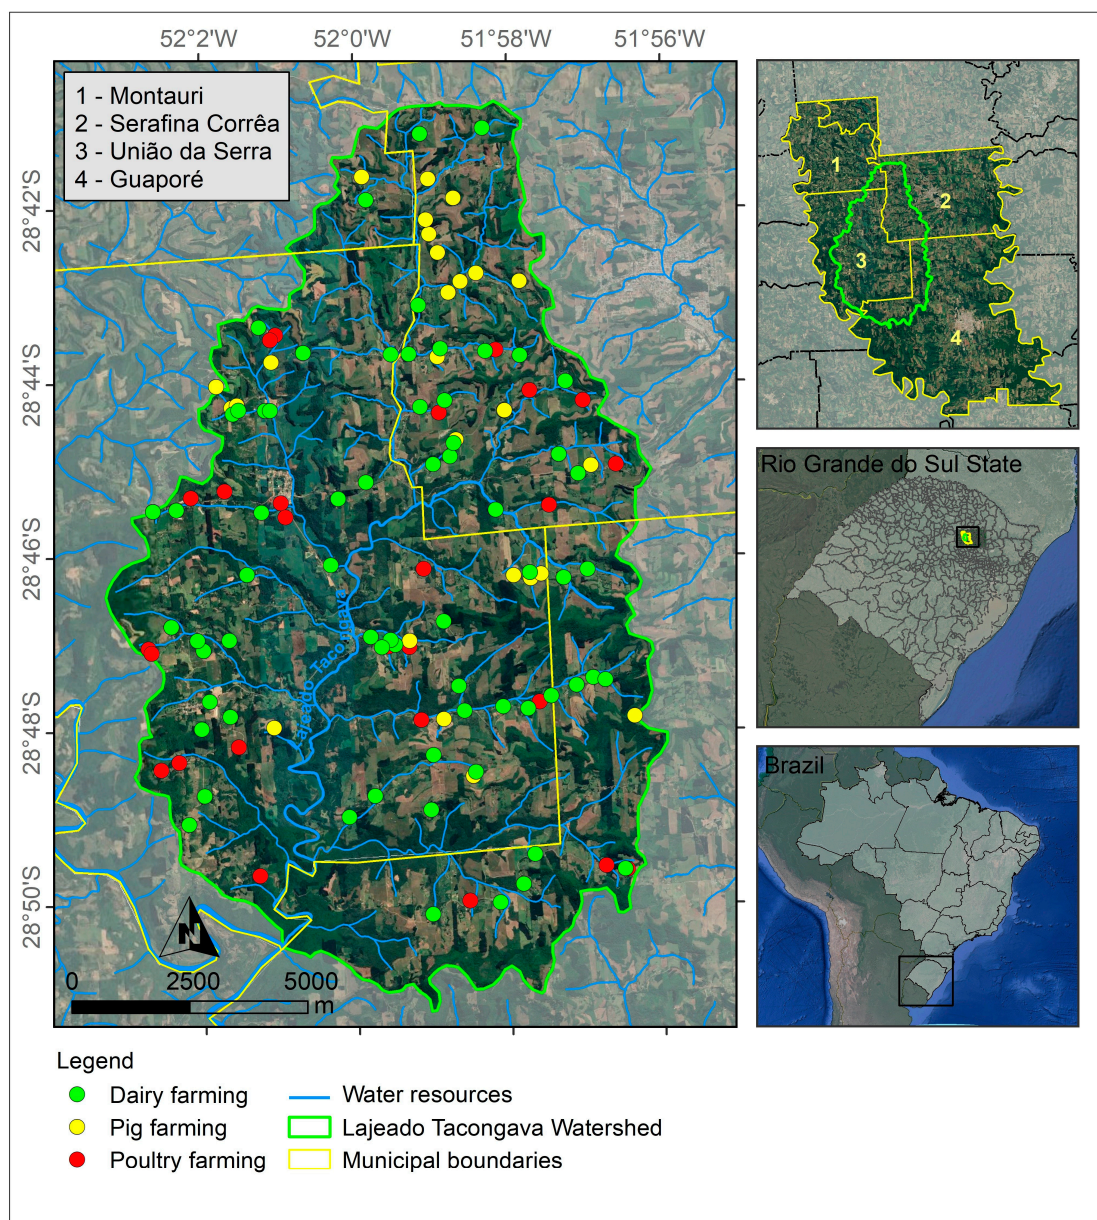 52°2'W 52°0'W 51°58'W 51°56'W
1 - Montauri
2 - Serafina Corrêa
3 - União da Serra
4 - Guaporé
28°42'S
28°44'S
28°46'S
28°48'S
28°50'S
Lajeado Tacongava
N
0 2500 5000
m
1
2
3
4
Rio Grande do Sul State
Brazil
Legend
Dairy farming
Pig farming
Poultry farming
Water resources
Lajeado Tacongava Watershed
Municipal boundaries